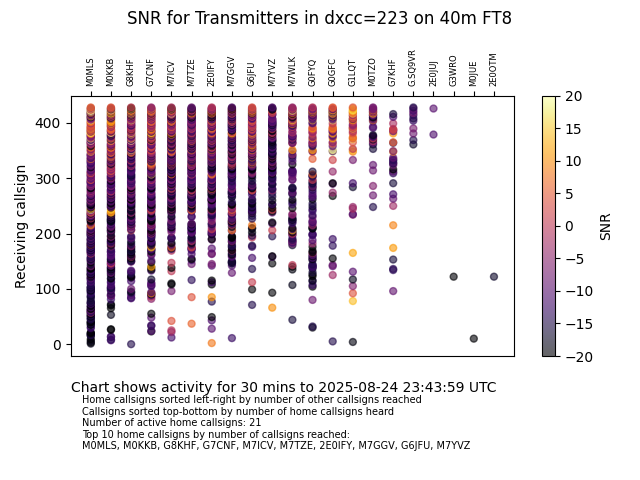 SNR for Transmitters in dxcc=223 on 40m FT8
M0MLS M0KKB G8KHF G7CNF M7ICV M7TZE 2E0IFY M7GGV G6JFU M7YVZ M7WLK G0FYQ G0GFC G1LQT M0TZO G7KHF G.SQ9VR 2E0JUJ G3WRO M0JUE 2E0OTM
Receiving callsign
400
300
200
100
0
20
15
10
5
0
−5
−10
−15
−20
SNR
Chart shows activity for 30 mins to 2025-08-24 23:43:59 UTC
Home callsigns sorted left-right by number of other callsigns reached
Callsigns sorted top-bottom by number of home callsigns heard
Number of active home callsigns: 21
Top 10 home callsigns by number of callsigns reached:
M0MLS, M0KKB, G8KHF, G7CNF, M7ICV, M7TZE, 2E0IFY, M7GGV, G6JFU, M7YVZ